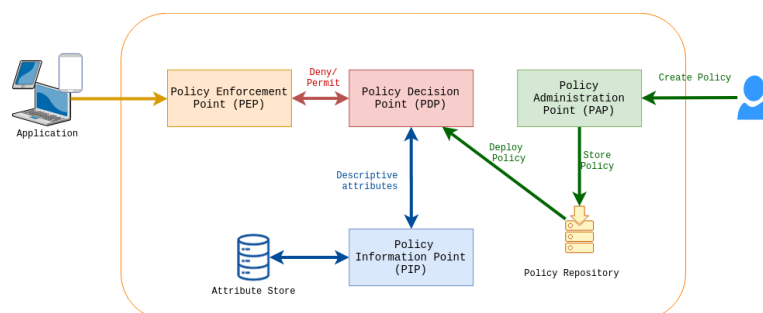 Application
Policy Enforcement
Point (PEP)
Deny/
Permit
Policy Decision
Point (PDP)
Policy
Administration
Point (PAP)
Create Policy
Deploy
Policy
Store
Policy
Descriptive
attributes
Policy
Information Point
(PIP)
Attribute Store
Policy Repository